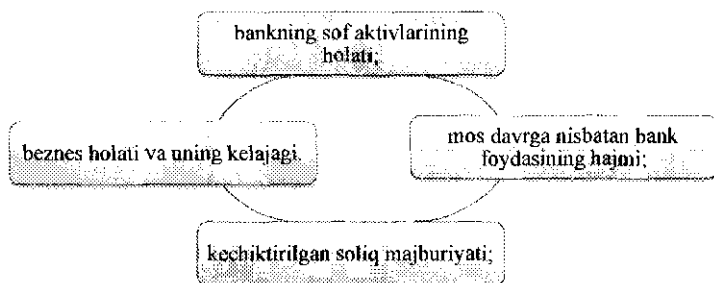 bankning sof aktivlarining
holati;
mos davrga nisbatan bank
foydasining hajmi;
kechiktirilgan soliq majburiyati;
beznes holati va uning kelajagi.